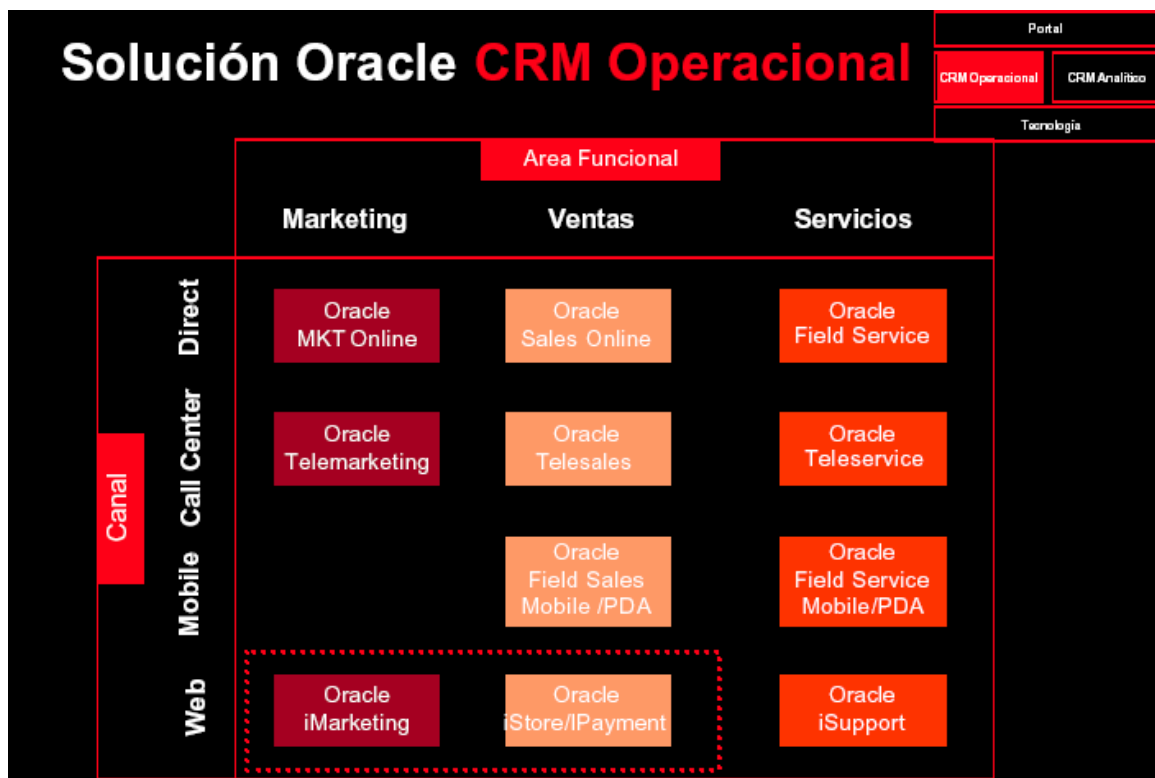 Solución Oracle CRM Operacional
Portal
CRM Operacional
CRM Analítico
Tecnología
Area Funcional
Marketing
Ventas
Servicios
Canal
Direct
Oracle
MKT Online
Oracle
Sales Online
Oracle
Field Service
Call Center
Oracle
Telemarketing
Oracle
Telesales
Oracle
Teleservice
Mobile
Oracle
Field Sales
Mobile /PDA
Oracle
Field Service
Mobile/PDA
Web
Oracle
iMarketing
Oracle
iStore/IPayment
Oracle
iSupport